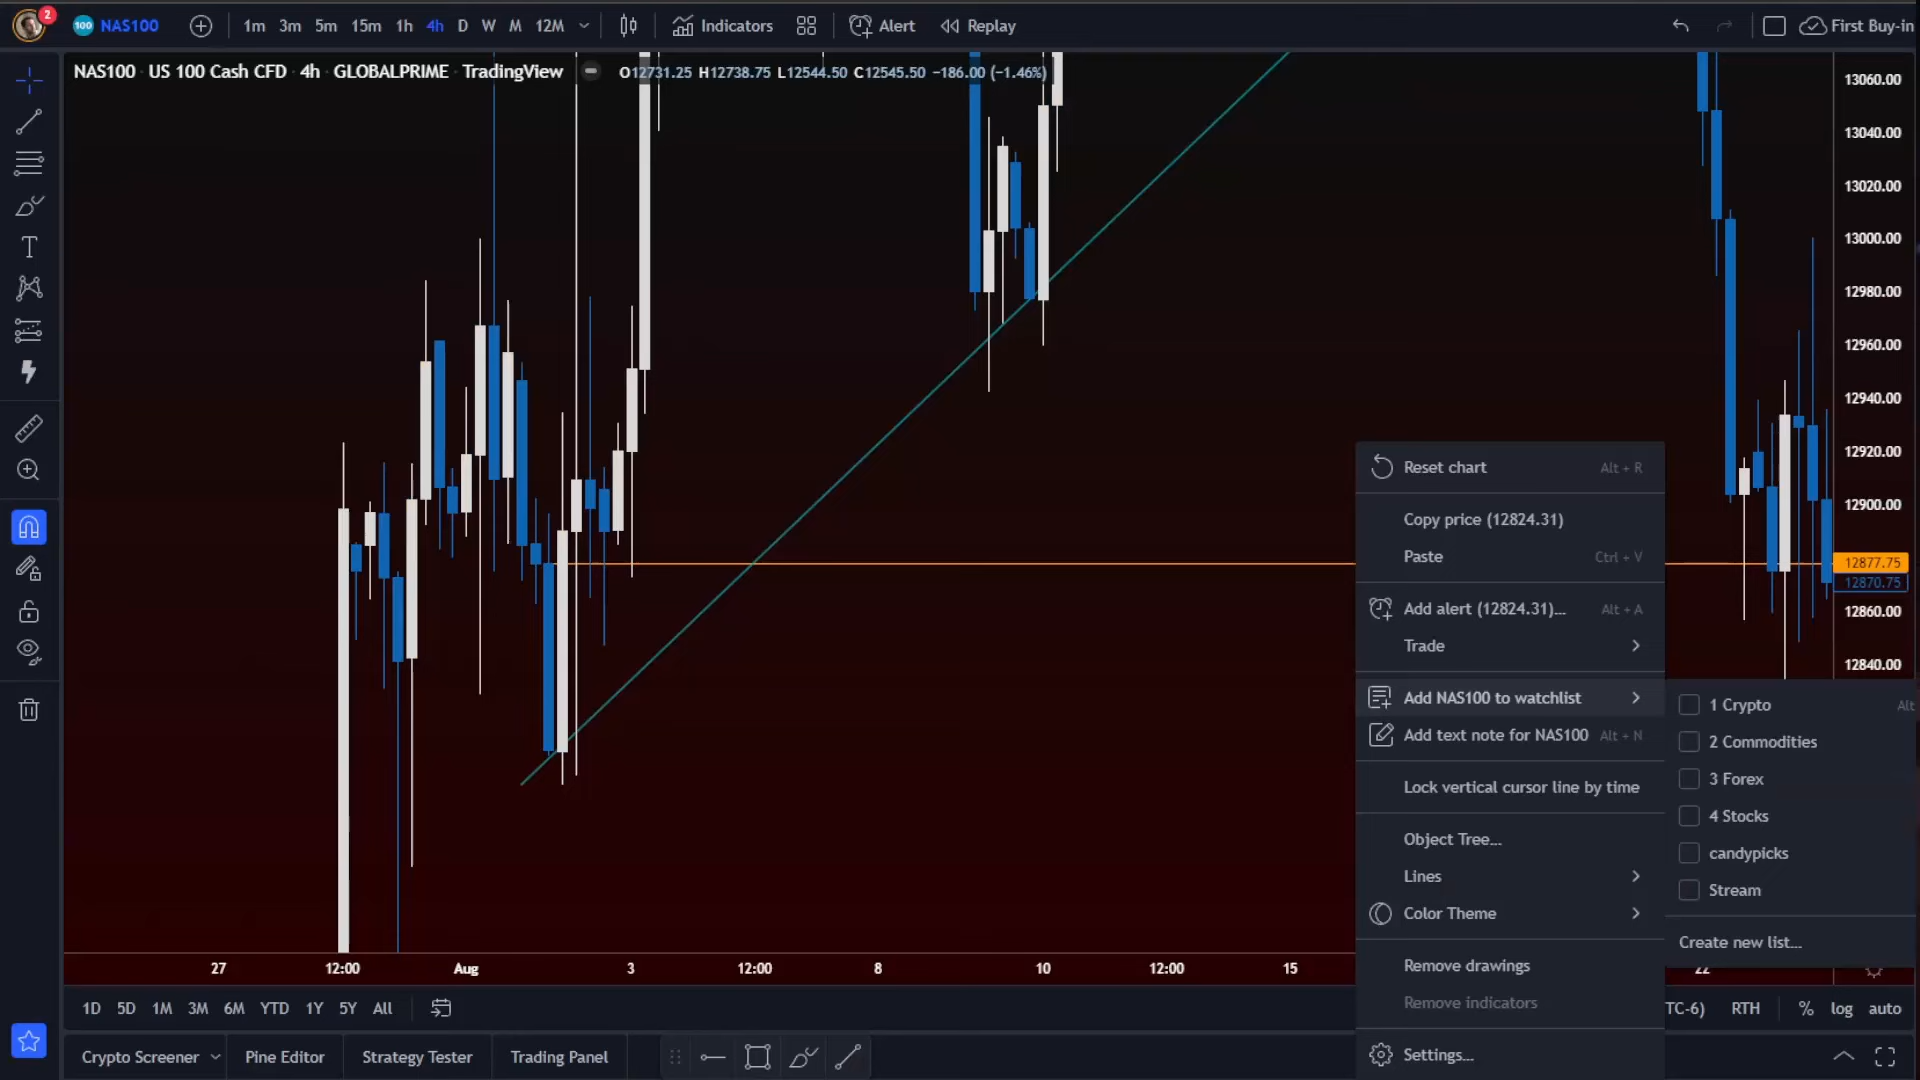 2
100 NAS100 1m 3m 5m 15m 1h 4h D W M 12M Indicators Alert Replay First Buy-in
NAS100 US 100 Cash CFD 4h GLOBALPRIME TradingView O12731.25 H12738.75 L12544.50 C12545.50 −186.00 (−1.46%)
13060.00
13040.00
13020.00
13000.00
12980.00
12960.00
12940.00
12920.00
12900.00
12877.75
12870.75
12860.00
12840.00
Reset chart Alt + R
Copy price (12824.31)
Paste Ctrl + V
Add alert (12824.31)... Alt + A
Trade
Add NAS100 to watchlist
Add text note for NAS100 Alt + N
Lock vertical cursor line by time
Object Tree...
Lines
Color Theme
Remove drawings
Remove indicators
Settings...
1 Crypto Alt
2 Commodities
3 Forex
4 Stocks
candypicks
Stream
Create new list...
27 12:00 Aug 3 12:00 8 10 12:00 15 22
1D 5D 1M 3M 6M YTD 1Y 5Y All TC-6) RTH % log auto
Crypto Screener Pine Editor Strategy Tester Trading Panel